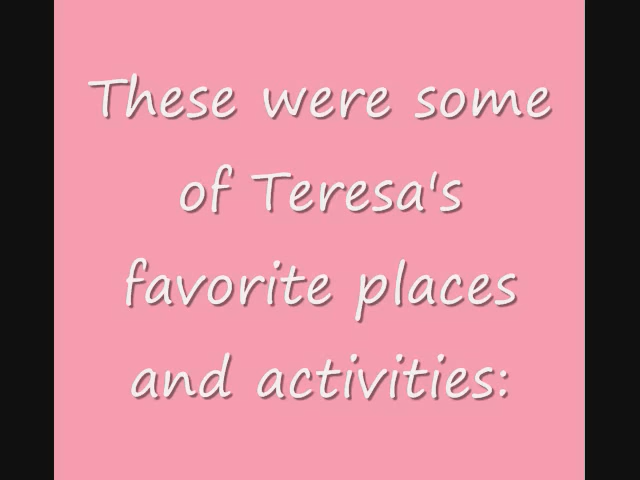 These were some
of Teresa's
favorite places
and activities: